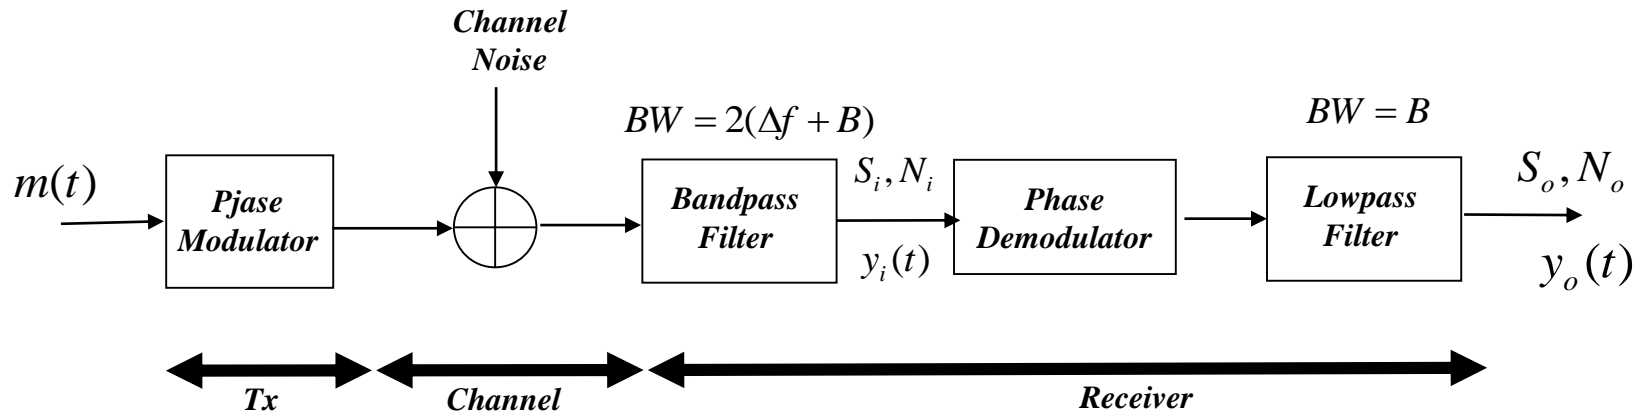 Channel
Noise
BW = 2(Δf + B)
BW = B
m(t)
Pjase
Modulator
Bandpass
Filter
S_i, N_i
y_i(t)
Phase
Demodulator
Lowpass
Filter
S_o, N_o
y_o(t)
Tx
Channel
Receiver